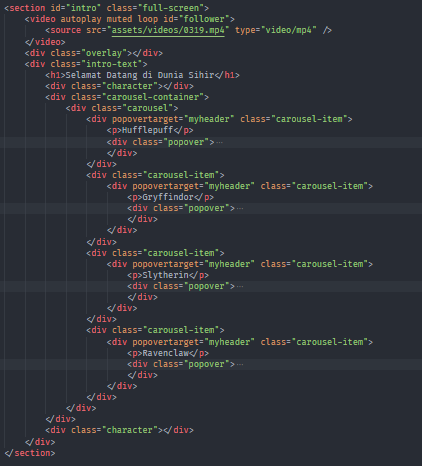 <section id="intro" class="full-screen">
<video autoplay muted loop id="follower">
<source src="assets/videos/0319.mp4" type="video/mp4" />
</video>
<div class="overlay"></div>
<div class="intro-text">
<h1>Selamat Datang di Dunia Sihir</h1>
<div class="character"></div>
<div class="carousel-container">
<div class="carousel">
<div popovertarget="myheader" class="carousel-item">
<p>Hufflepuff</p>
<div class="popover">…
</div>
</div>
<div class="carousel-item">
<div popovertarget="myheader" class="carousel-item">
<p>Gryffindor</p>
<div class="popover">…
</div>
</div>
</div>
<div class="carousel-item">
<div popovertarget="myheader" class="carousel-item">
<p>Slytherin</p>
<div class="popover">…
</div>
</div>
</div>
<div class="carousel-item">
<div popovertarget="myheader" class="carousel-item">
<p>Ravenclaw</p>
<div class="popover">…
</div>
</div>
</div>
</div>
</div>
<div class="character"></div>
</div>
</section>